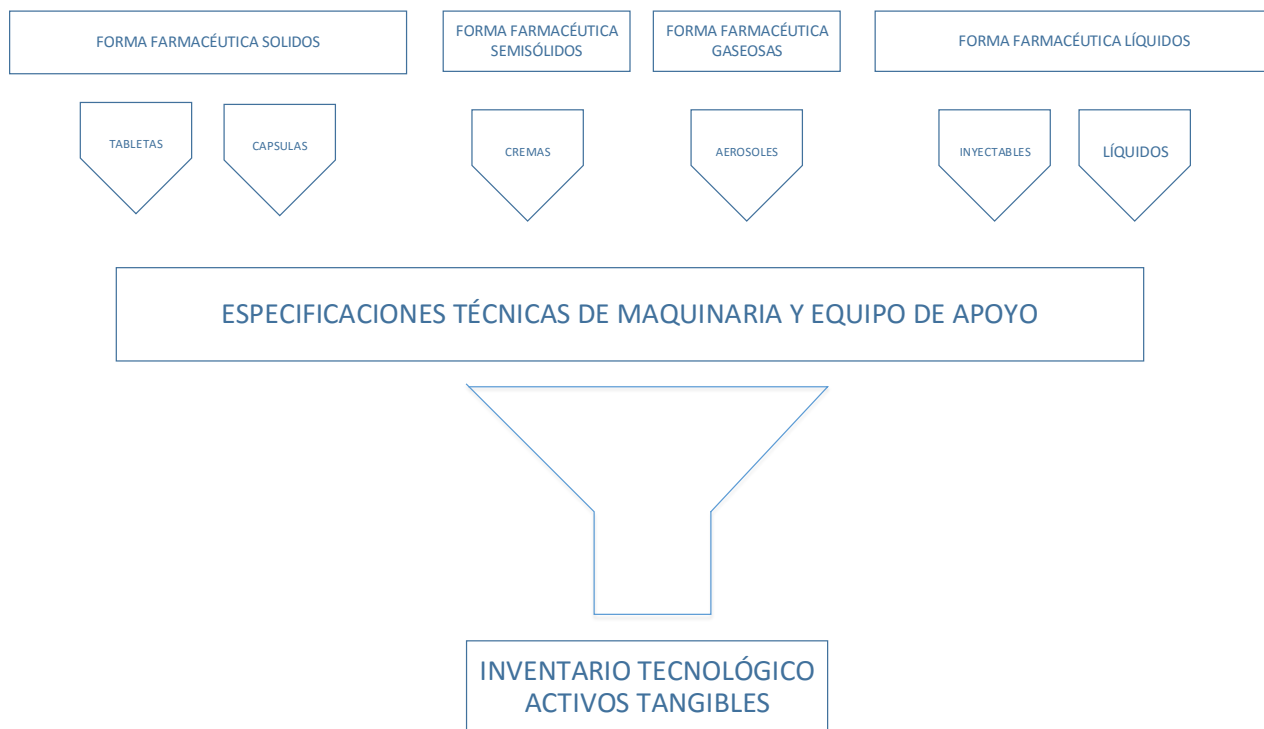 FORMA FARMACÉUTICA SOLIDOS
FORMA FARMACÉUTICA
SEMISÓLIDOS
FORMA FARMACÉUTICA
GASEOSAS
FORMA FARMACÉUTICA LÍQUIDOS
TABLETAS
CAPSULAS
CREMAS
AEROSOLES
INYECTABLES
LÍQUIDOS
ESPECIFICACIONES TÉCNICAS DE MAQUINARIA Y EQUIPO DE APOYO
INVENTARIO TECNOLÓGICO
ACTIVOS TANGIBLES